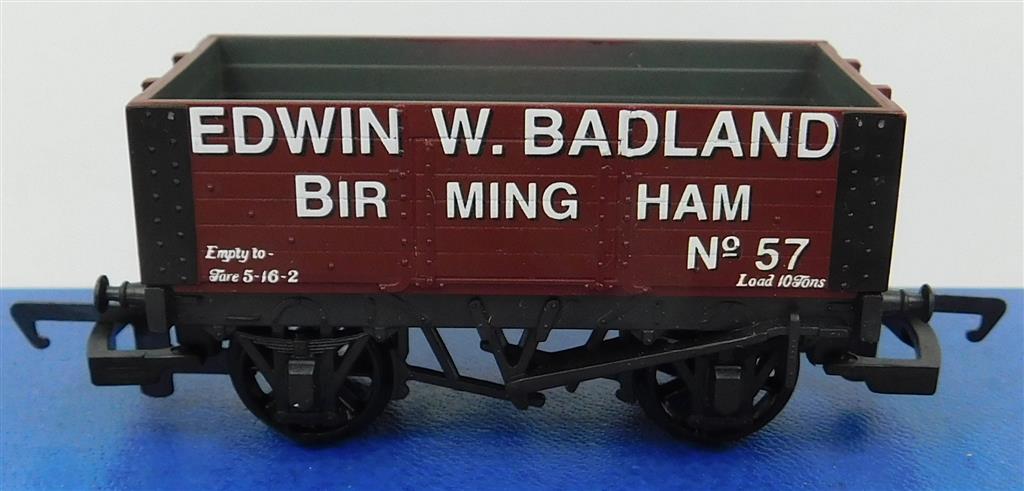 EDWIN W. BADLAND
BIR MING HAM
Nº 57
Empty to-
Tare 5-16-2
Load 10 Tons